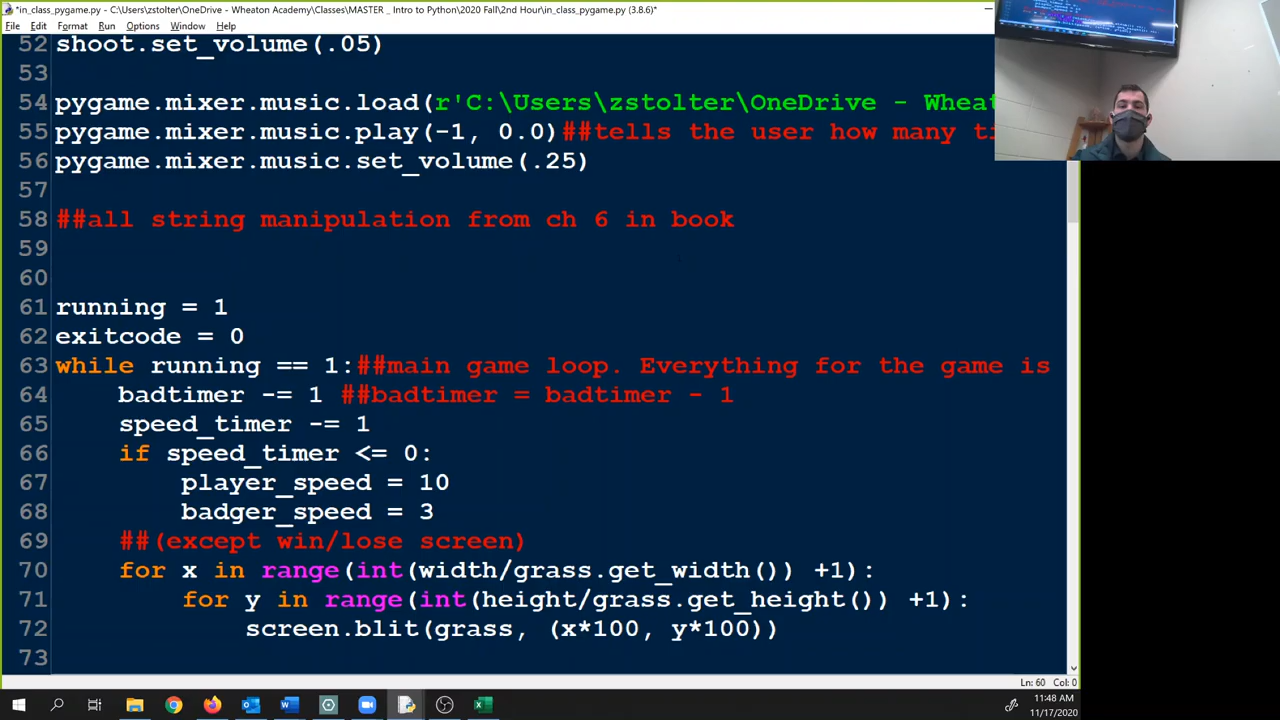 *in_class_pygame.py - C:\Users\zstolter\OneDrive - Wheaton Academy\Classes\MASTER _ Intro to Python\2020 Fall\2nd Hour\in_class_pygame.py (3.8.6)*
File Edit Format Run Options Window Help
52 shoot.set_volume(.05)
53
54 pygame.mixer.music.load(r'C:\Users\zstolter\OneDrive - Wheat
55 pygame.mixer.music.play(-1, 0.0)##tells the user how many ti
56 pygame.mixer.music.set_volume(.25)
57
58 ##all string manipulation from ch 6 in book
59
60
61 running = 1
62 exitcode = 0
63 while running == 1:##main game loop. Everything for the game is
64 badtimer -= 1 ##badtimer = badtimer - 1
65 speed_timer -= 1
66 if speed_timer <= 0:
67 player_speed = 10
68 badger_speed = 3
69 ##(except win/lose screen)
70 for x in range(int(width/grass.get_width()) +1):
71 for y in range(int(height/grass.get_height()) +1):
72 screen.blit(grass, (x*100, y*100))
73
Ln: 60 Col: 0
11:48 AM
11/17/2020